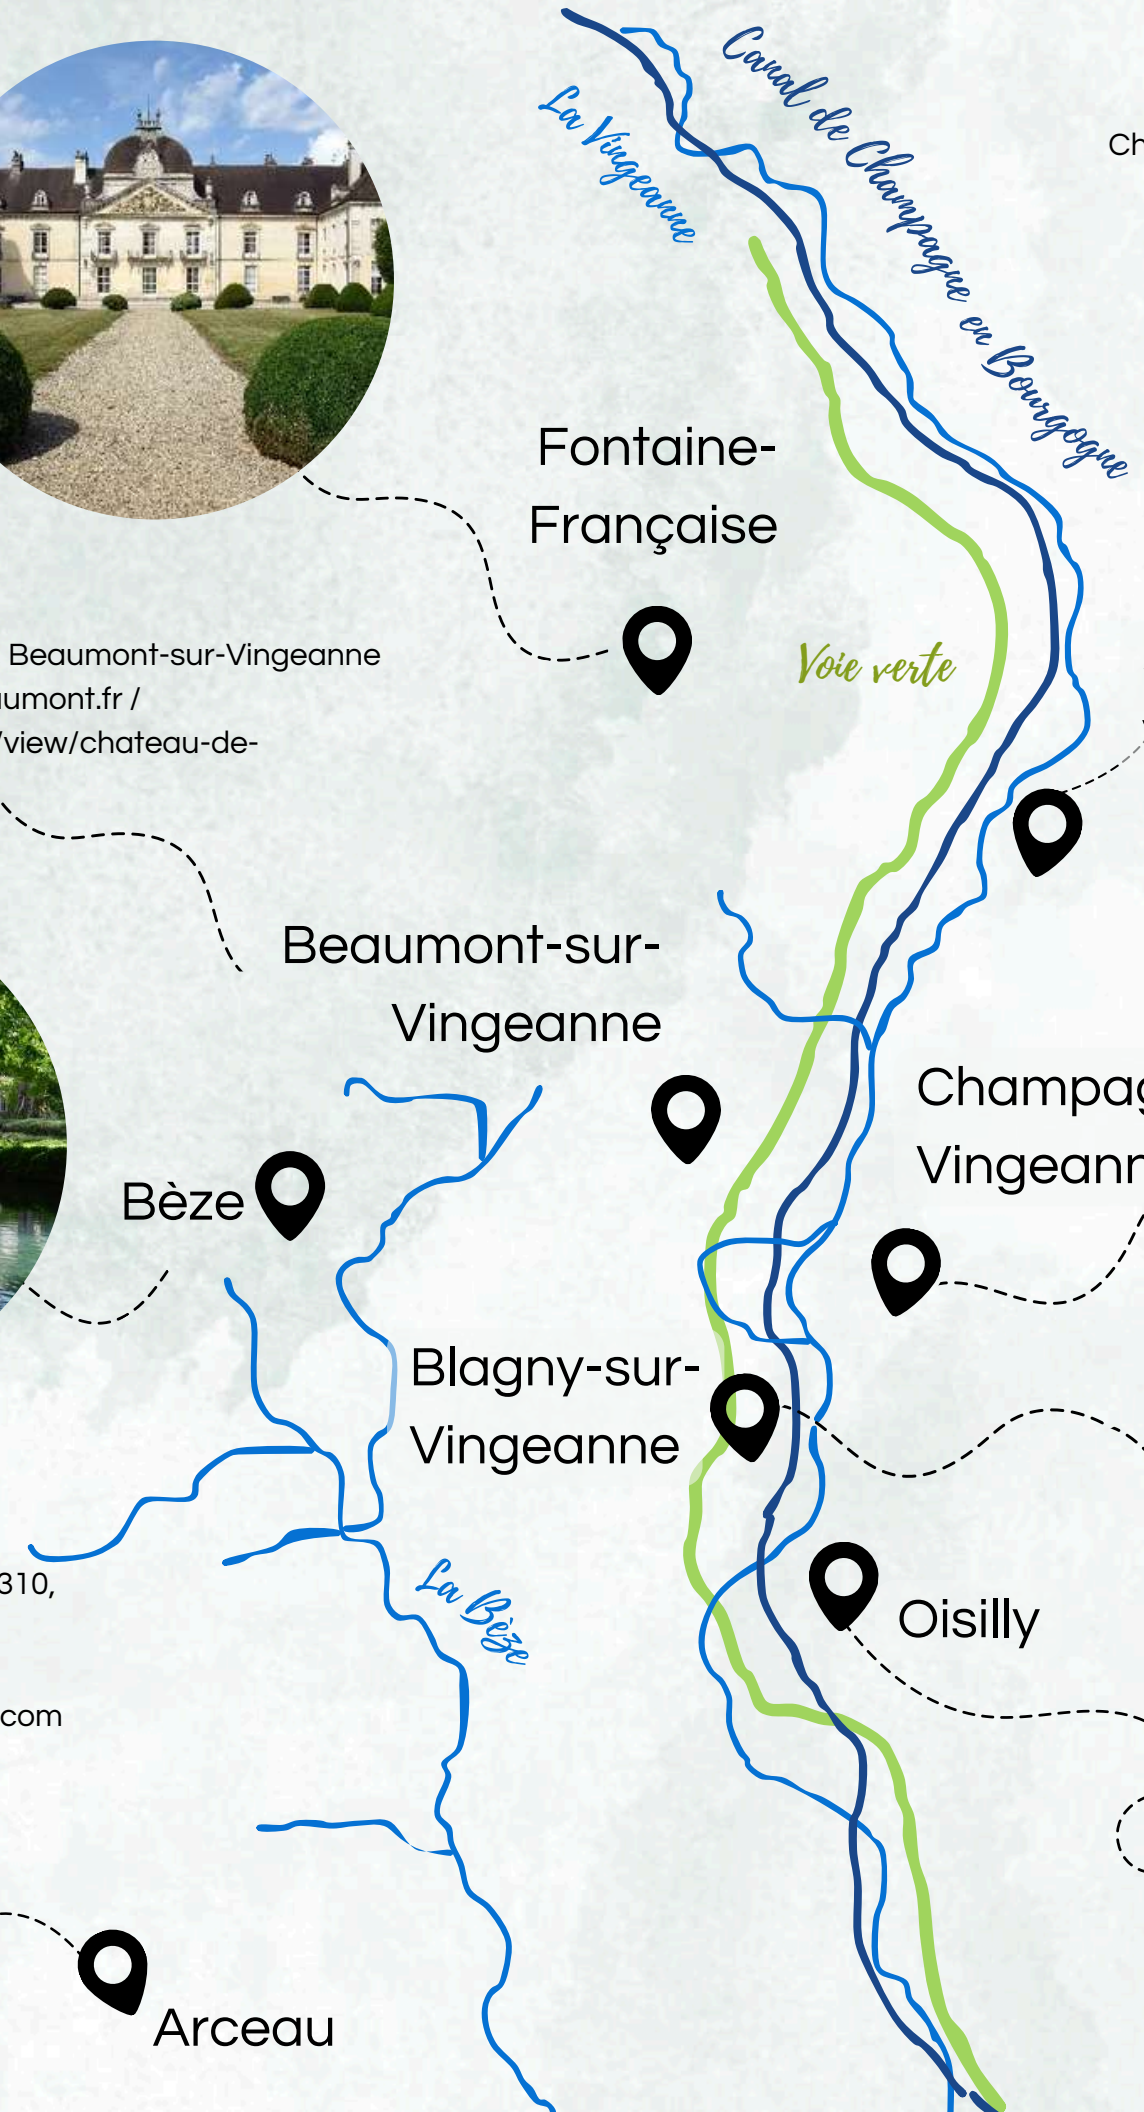 La Vingeanne
Canal de Champagne en Bourgogne
Ch
Fontaine-
Française
Voie verte
Beaumont-sur-Vingeanne
umont.fr /
/view/chateau-de-
Beaumont-sur-
Vingeanne
Champag
Vingeann
Bèze
Blagny-sur-
Vingeanne
310,
La Bèze
Oisilly
com
Arceau